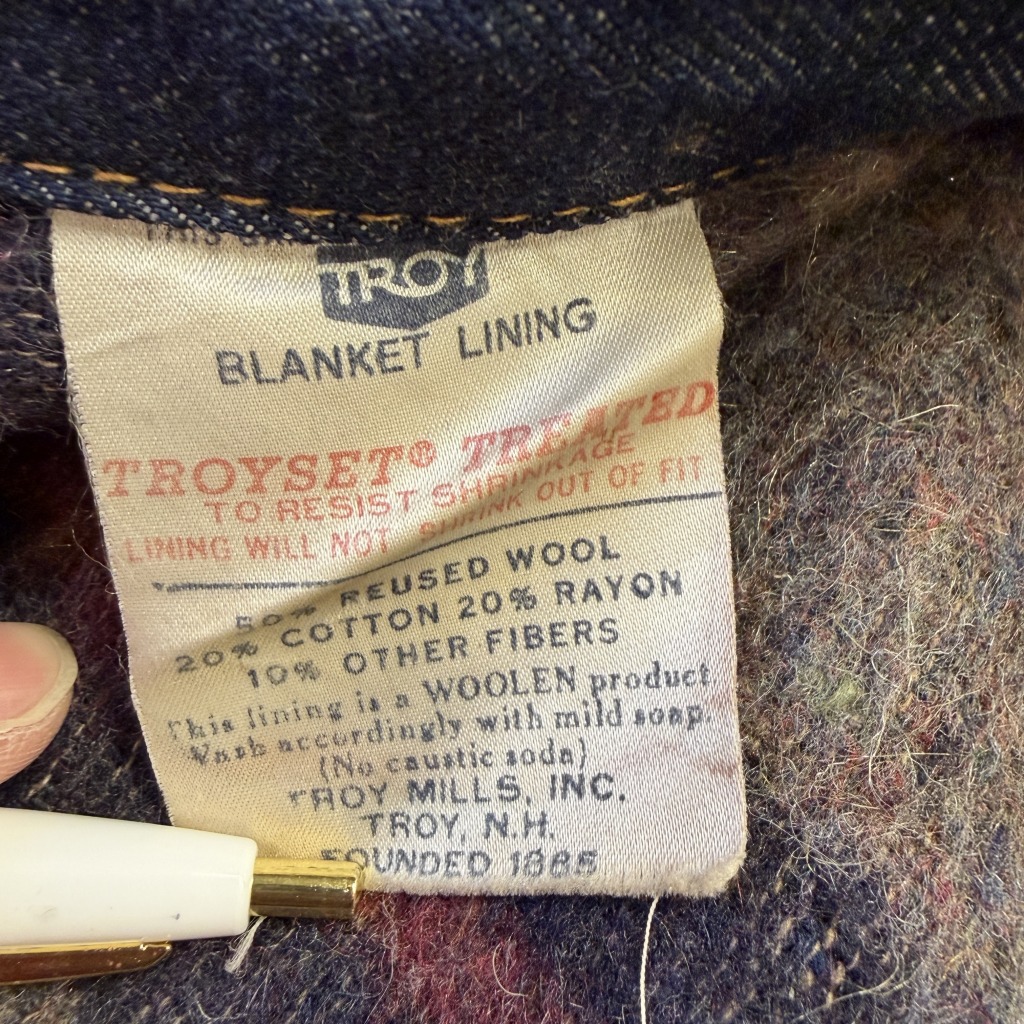 TROY
BLANKET LINING
TROYSET® TREATED
TO RESIST SHRINKAGE
LINING WILL NOT SHRINK OUT OF FIT
50% REUSED WOOL
20% COTTON 20% RAYON
10% OTHER FIBERS
This lining is a WOOLEN product
Wash accordingly with mild soap.
(No caustic soda)
TROY MILLS, INC.
TROY, N.H.
FOUNDED 1865